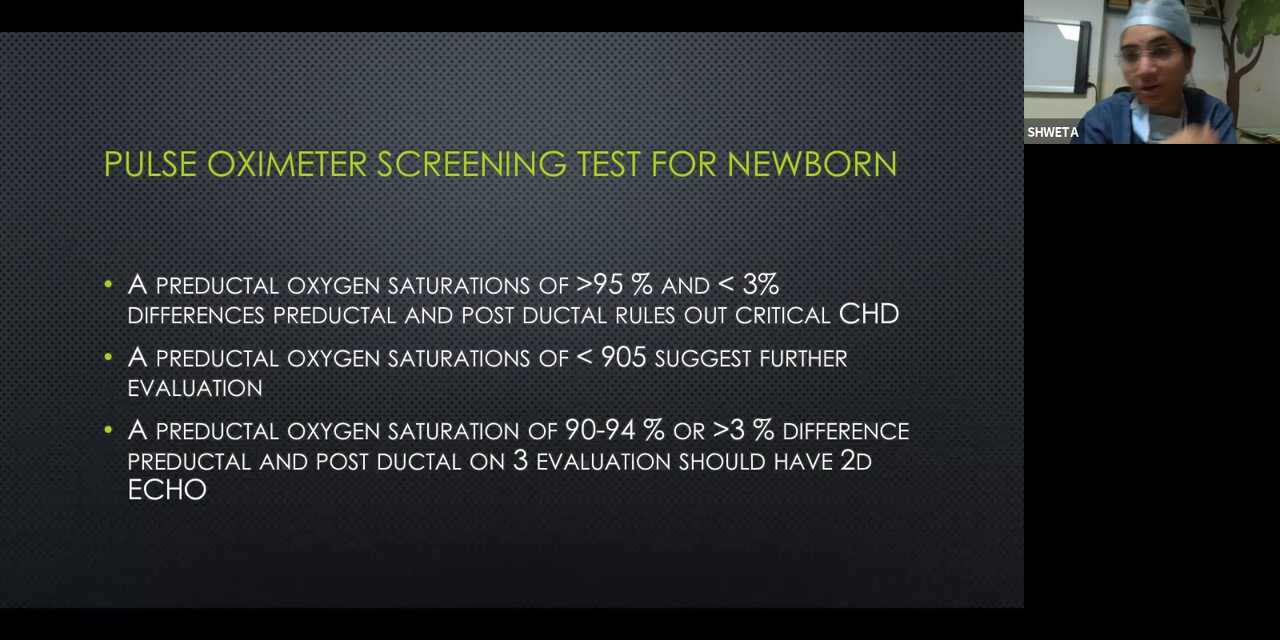 PULSE OXIMETER SCREENING TEST FOR NEWBORN
• A PREDUCTAL OXYGEN SATURATIONS OF >95 % AND < 3%
DIFFERENCES PREDUCTAL AND POST DUCTAL RULES OUT CRITICAL CHD
• A PREDUCTAL OXYGEN SATURATIONS OF < 905 SUGGEST FURTHER
EVALUATION
• A PREDUCTAL OXYGEN SATURATION OF 90-94 % OR >3 % DIFFERENCE
PREDUCTAL AND POST DUCTAL ON 3 EVALUATION SHOULD HAVE 2D
ECHO
SHWETA